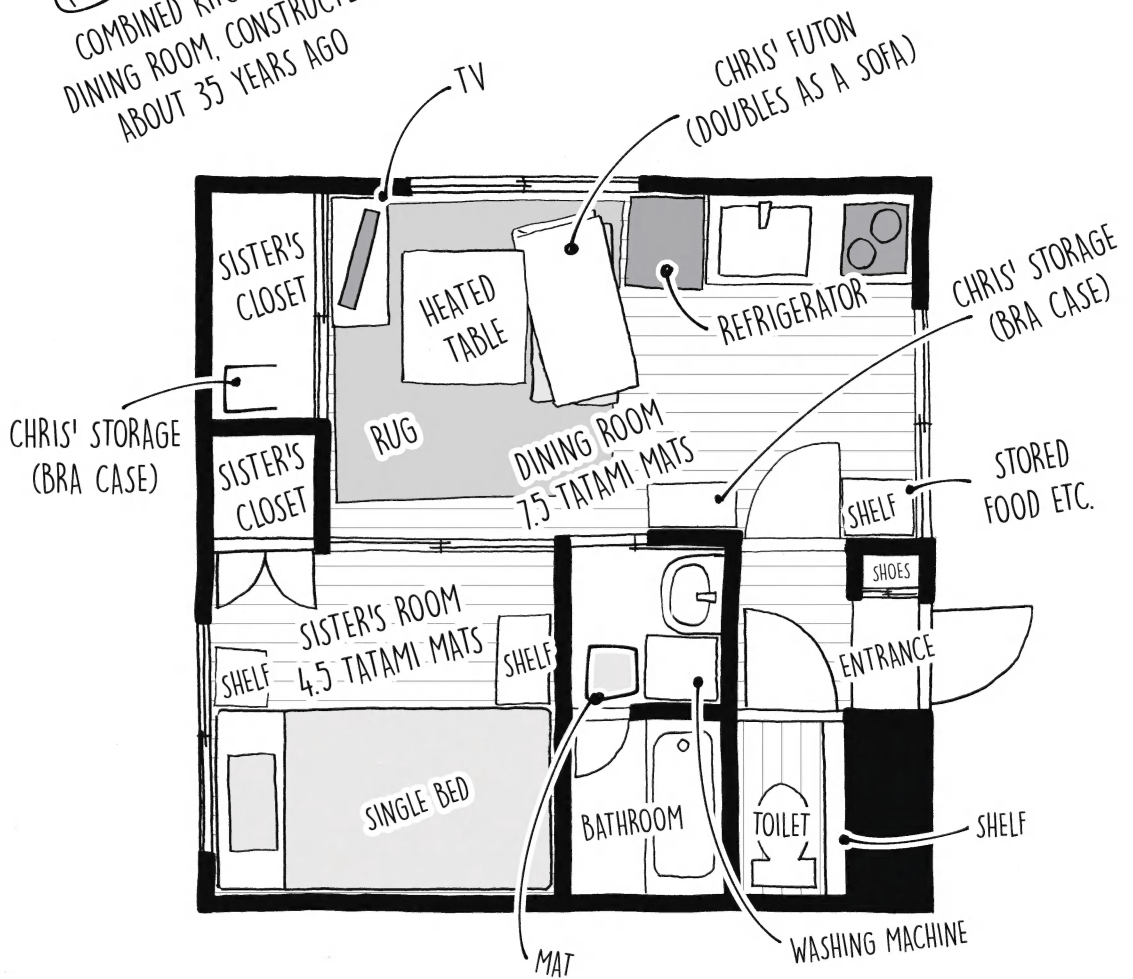 COMBINED
DINING ROOM,
ABOUT 35 YEARS AGO
TV
CHRIS' FUTON
(DOUBLES AS A SOFA)
SISTER'S
CLOSET
HEATED
TABLE
REFRIGERATOR
CHRIS' STORAGE
(BRA CASE)
CHRIS' STORAGE
(BRA CASE)
RUG
SISTER'S
CLOSET
DINING ROOM
7.5 TATAMI MATS
STORED
FOOD ETC.
SHELF
SHOES
SISTER'S ROOM
4.5 TATAMI MATS
SHELF
SHELF
ENTRANCE
SINGLE BED
BATHROOM
TOILET
SHELF
WASHING MACHINE
MAT